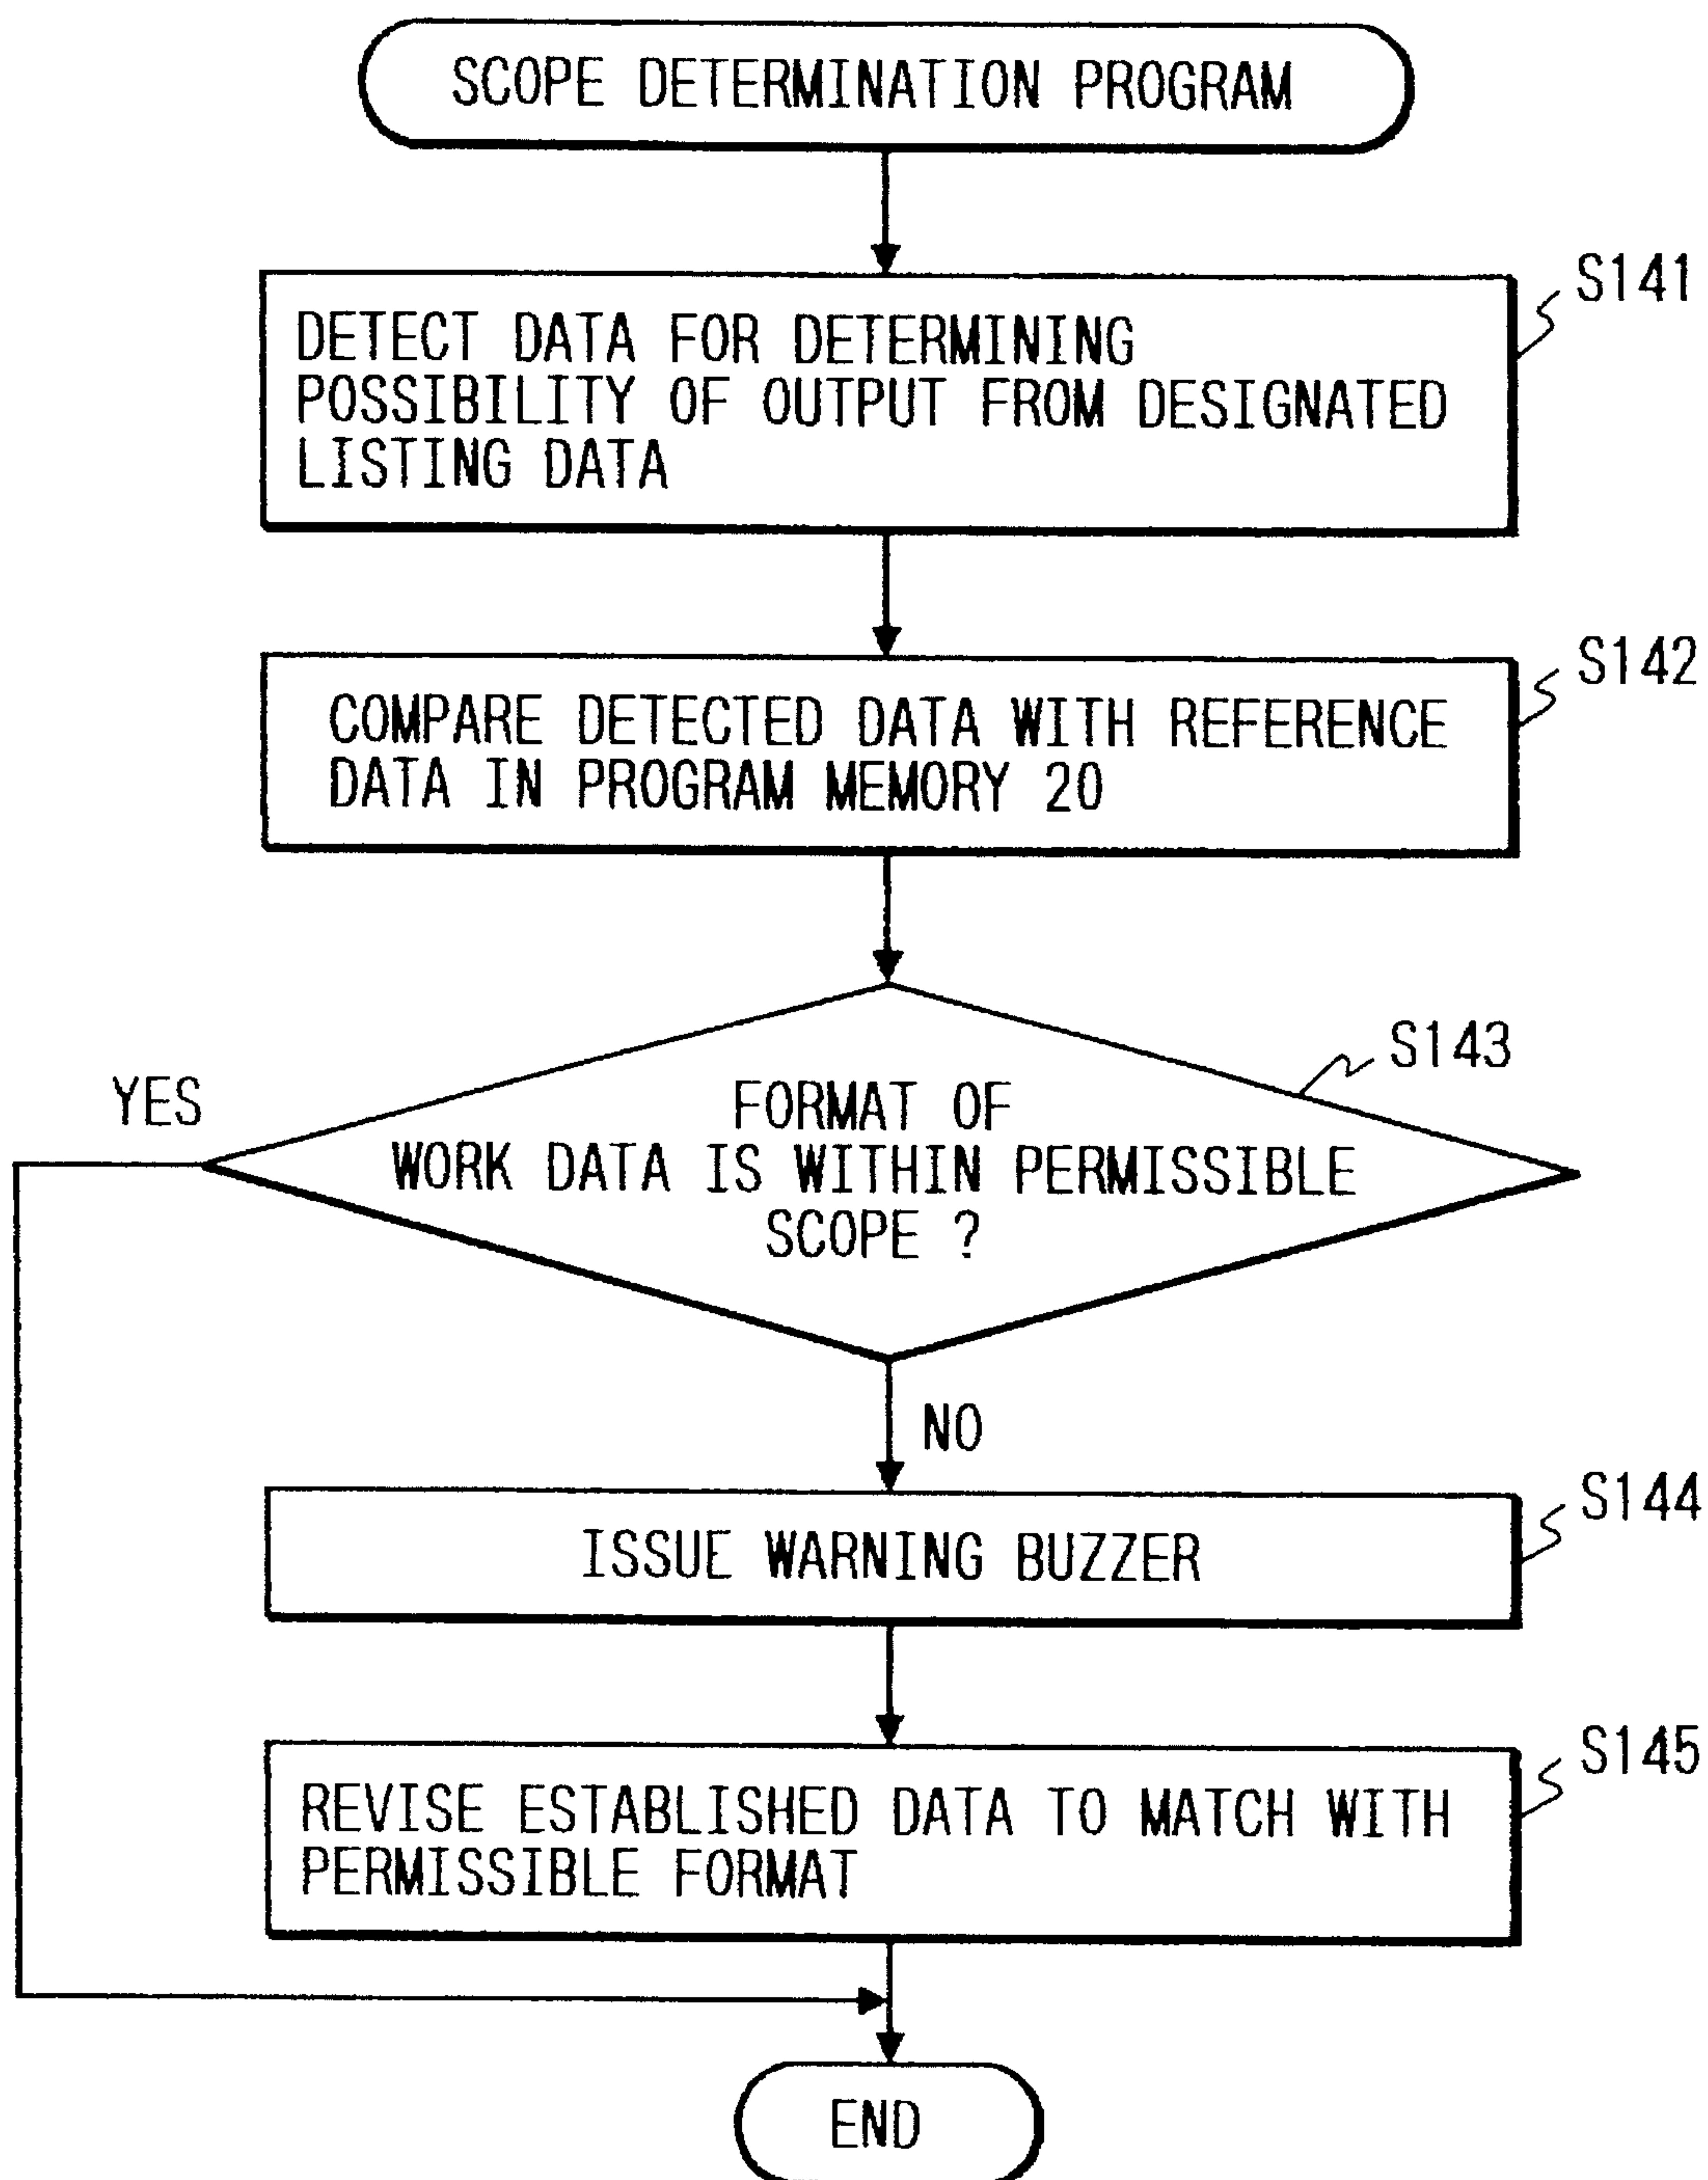 SCOPE DETERMINATION PROGRAM
S141
DETECT DATA FOR DETERMINING
POSSIBILITY OF OUTPUT FROM DESIGNATED
LISTING DATA
S142
COMPARE DETECTED DATA WITH REFERENCE
DATA IN PROGRAM MEMORY 20
S143
YES
FORMAT OF
WORK DATA IS WITHIN PERMISSIBLE
SCOPE ?
NO
S144
ISSUE WARNING BUZZER
S145
REVISE ESTABLISHED DATA TO MATCH WITH
PERMISSIBLE FORMAT
END